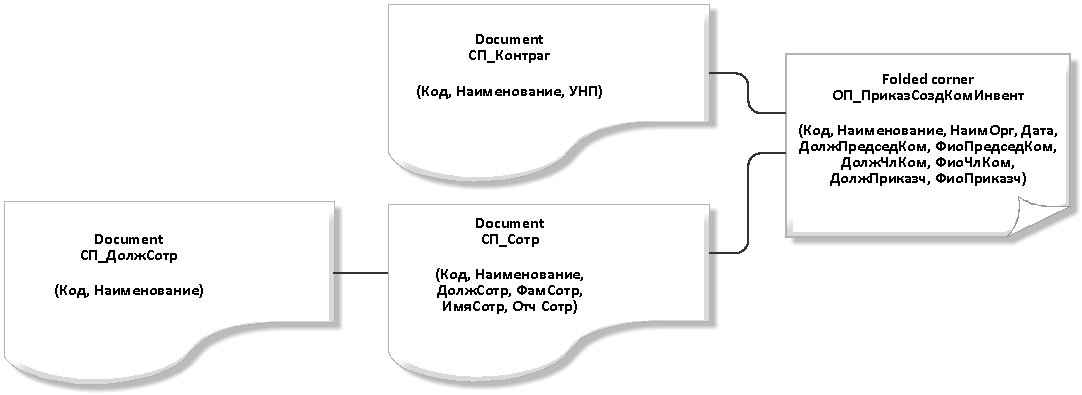 Document
СП_Контраг
(Код, Наименование, УНП)
Folded corner
ОП_ПриказСоздКомИнвент
(Код, Наименование, НаимОрг, Дата,
ДолжПредседКом, ФиоПредседКом,
ДолжЧлКом, ФиоЧлКом,
ДолжПриказч, ФиоПриказч)
Document
СП_ДолжСотр
(Код, Наименование)
Document
СП_Сотр
(Код, Наименование,
ДолжСотр, ФамСотр,
ИмяСотр, Отч Сотр)